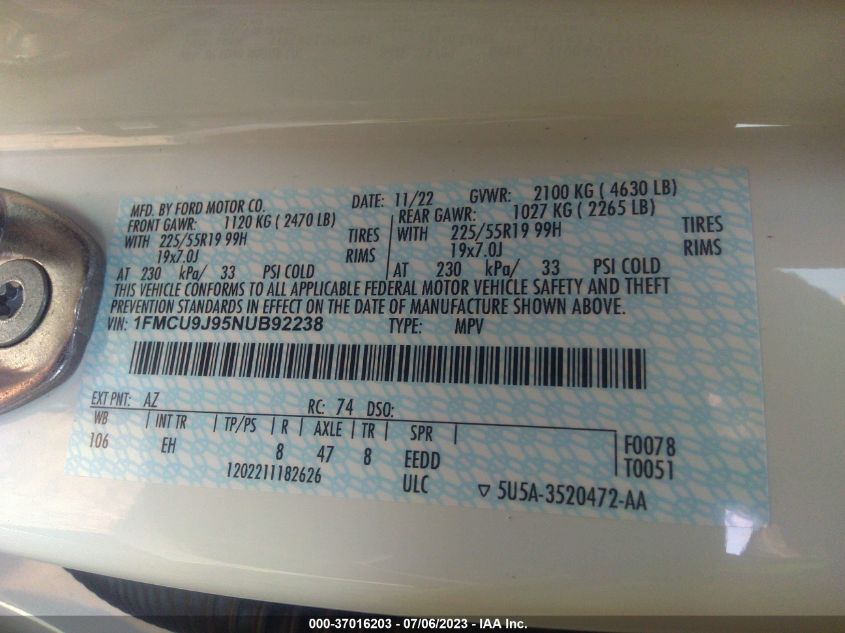 MFD. BY FORD MOTOR CO. DATE: 11/22 GVWR: 2100 KG ( 4630 LB)
FRONT GAWR: 1120 KG ( 2470 LB) REAR GAWR: 1027 KG ( 2265 LB)
WITH 225/55R19 99H TIRES WITH 225/55R19 99H TIRES
19x7.0J RIMS 19x7.0J RIMS
AT 230 kPa/ 33 PSI COLD AT 230 kPa/ 33 PSI COLD
THIS VEHICLE CONFORMS TO ALL APPLICABLE FEDERAL MOTOR VEHICLE SAFETY AND THEFT
PREVENTION STANDARDS IN EFFECT ON THE DATE OF MANUFACTURE SHOWN ABOVE.
VIN: 1FMCU9J95NUB92238 TYPE: MPV
EXT PNT: AZ RC: 74 DSO:
WB INT TR TP/PS R AXLE TR SPR
106 EH 8 47 8 EEDD
F0078
T0051
1202211182626 ULC ▽ 5U5A-3520472-AA
000-37016203 - 07/06/2023 - IAA Inc.